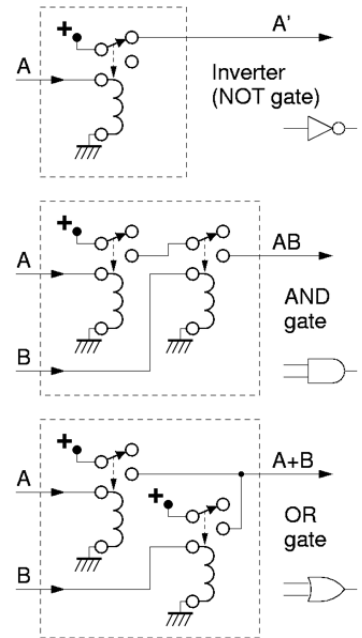 +
A'
A
Inverter
(NOT gate)
+
AB
A
AND
gate
B
+
A+B
A
+
OR
gate
B